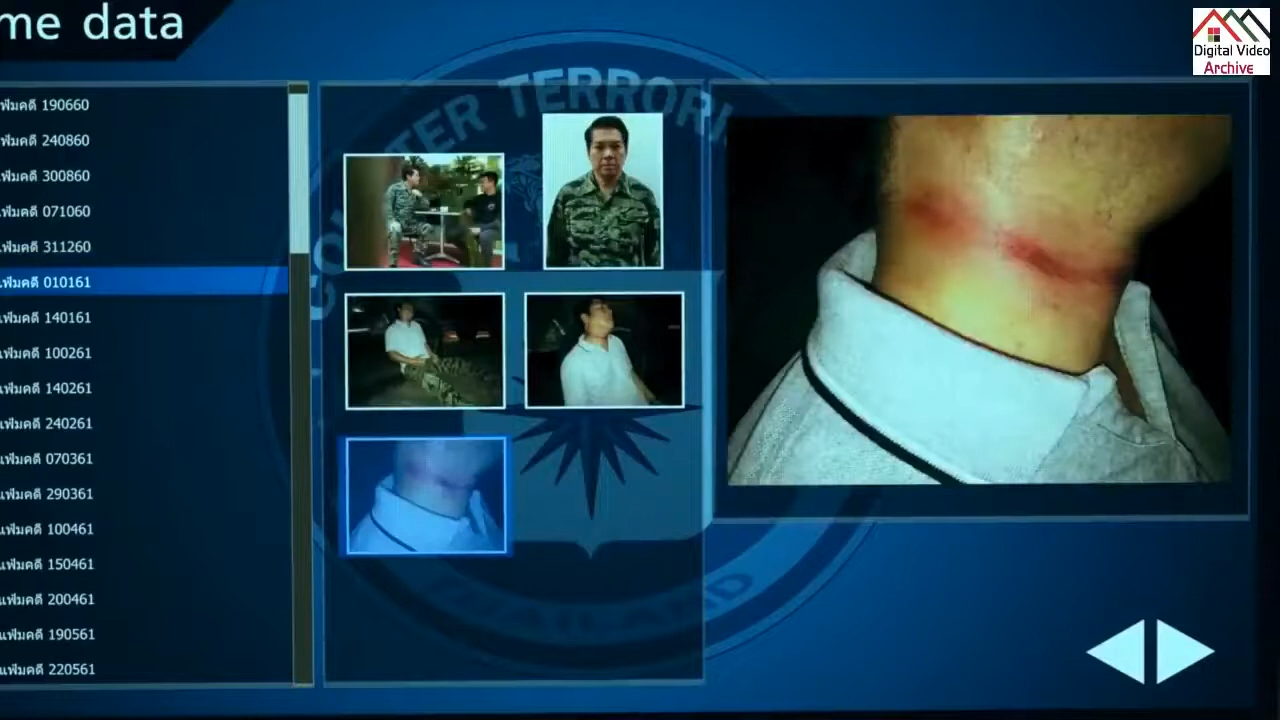 me data
Digital Video
Archive
แฟ้มคดี 190660
แฟ้มคดี 240860
แฟ้มคดี 300860
แฟ้มคดี 071060
แฟ้มคดี 311260
แฟ้มคดี 010161
แฟ้มคดี 140161
แฟ้มคดี 100261
แฟ้มคดี 140261
แฟ้มคดี 240261
แฟ้มคดี 070361
แฟ้มคดี 290361
แฟ้มคดี 100461
แฟ้มคดี 150461
แฟ้มคดี 200461
แฟ้มคดี 190561
แฟ้มคดี 220561
TER TERRORI
THAILAND